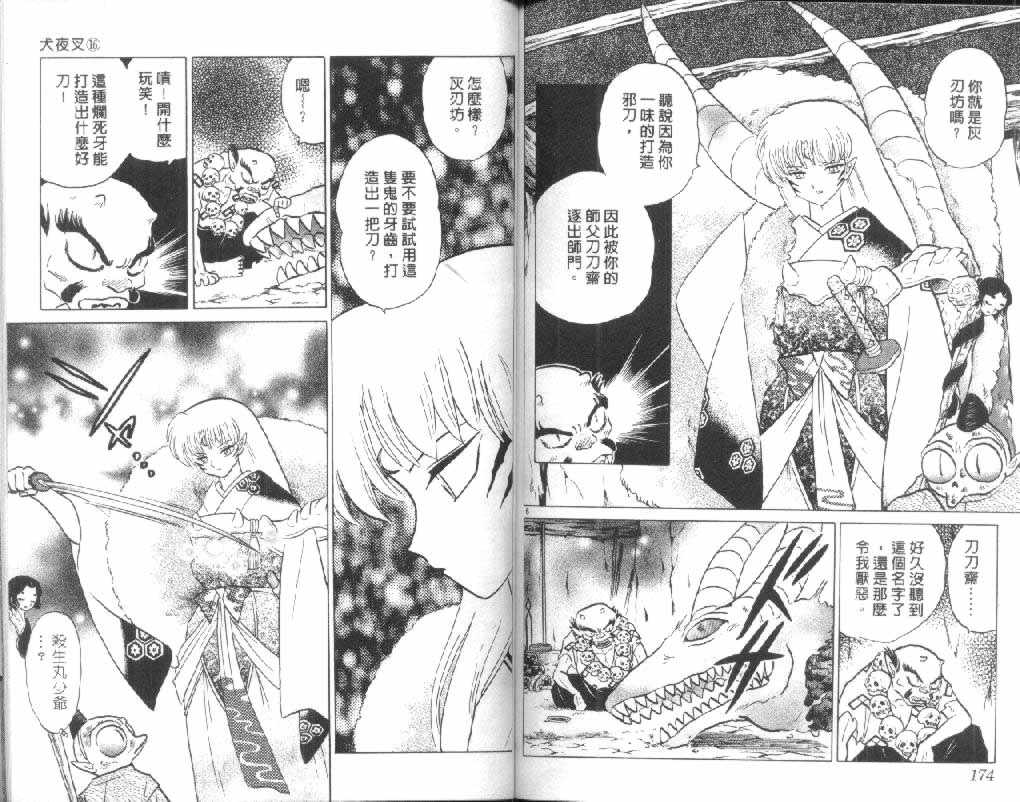 你就是灰
刃坊嗎？
聽說因為你
一味的打造
邪刀，
因此被你的
師父刀刀齋
逐出師門。
刀刀齋……
好久沒聽到
這個名字了
，還是那麼
令我厭惡。
174
犬夜叉⑯
怎麼樣？
灰刃坊。
要不要試試用這
隻鬼的牙齒，打
造出一把刀？
嗯～？
嘖！開什麼
玩笑！
這種爛死牙能
打造出什麼好
刀！
殺生丸少爺
…？